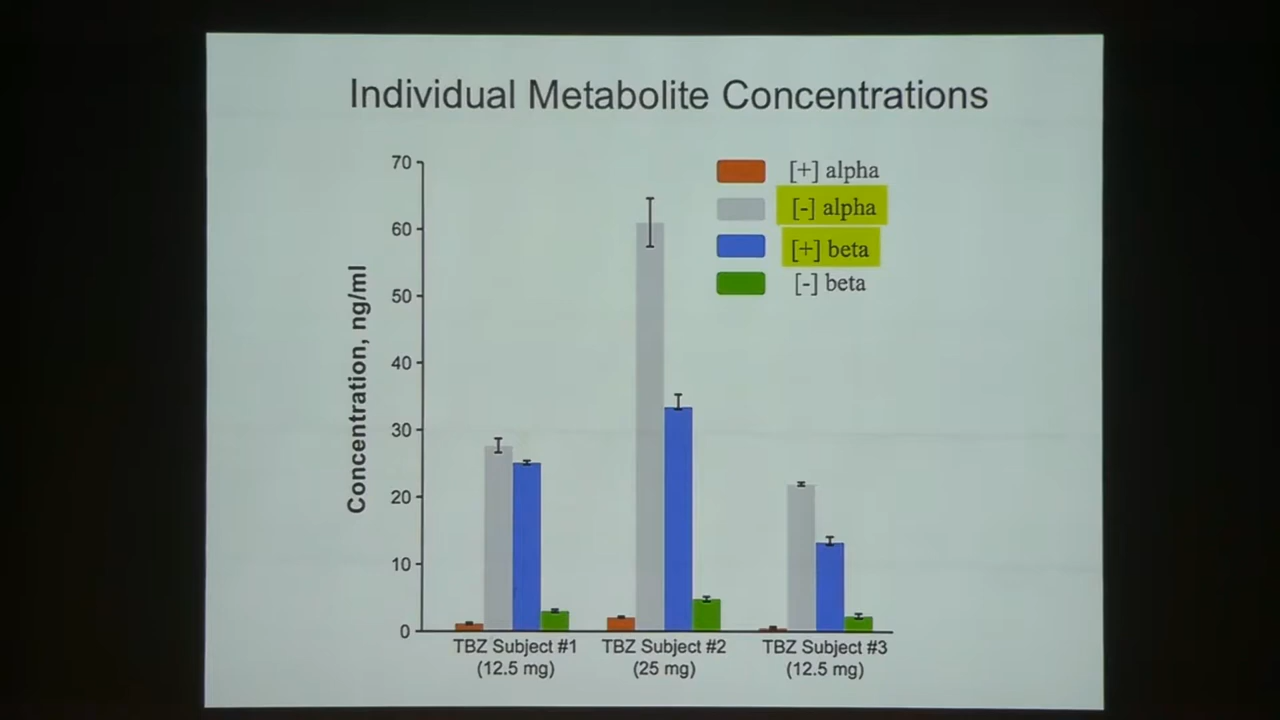 Individual Metabolite Concentrations
70
60
50
40
30
20
10
0
Concentration, ng/ml
[+] alpha
[-] alpha
[+] beta
[-] beta
TBZ Subject #1
(12.5 mg)
TBZ Subject #2
(25 mg)
TBZ Subject #3
(12.5 mg)